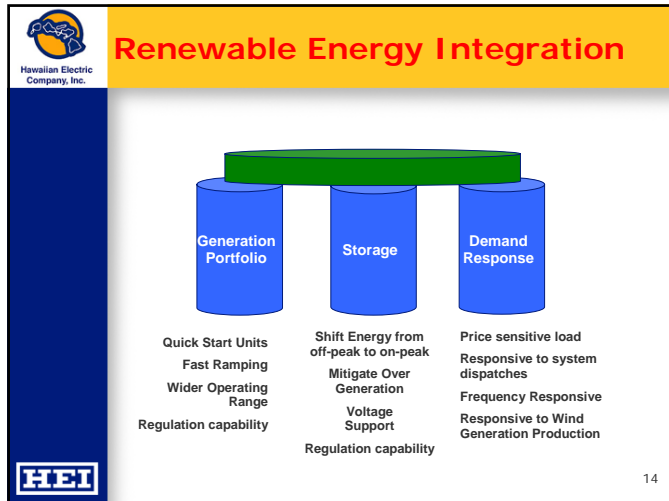 Hawaiian Electric
Company, Inc.
Renewable Energy Integration
Generation
Portfolio
Storage
Demand
Response
Quick Start Units
Fast Ramping
Wider Operating
Range
Regulation capability
Shift Energy from
off-peak to on-peak
Mitigate Over
Generation
Voltage
Support
Regulation capability
Price sensitive load
Responsive to system
dispatches
Frequency Responsive
Responsive to Wind
Generation Production
HEI
14